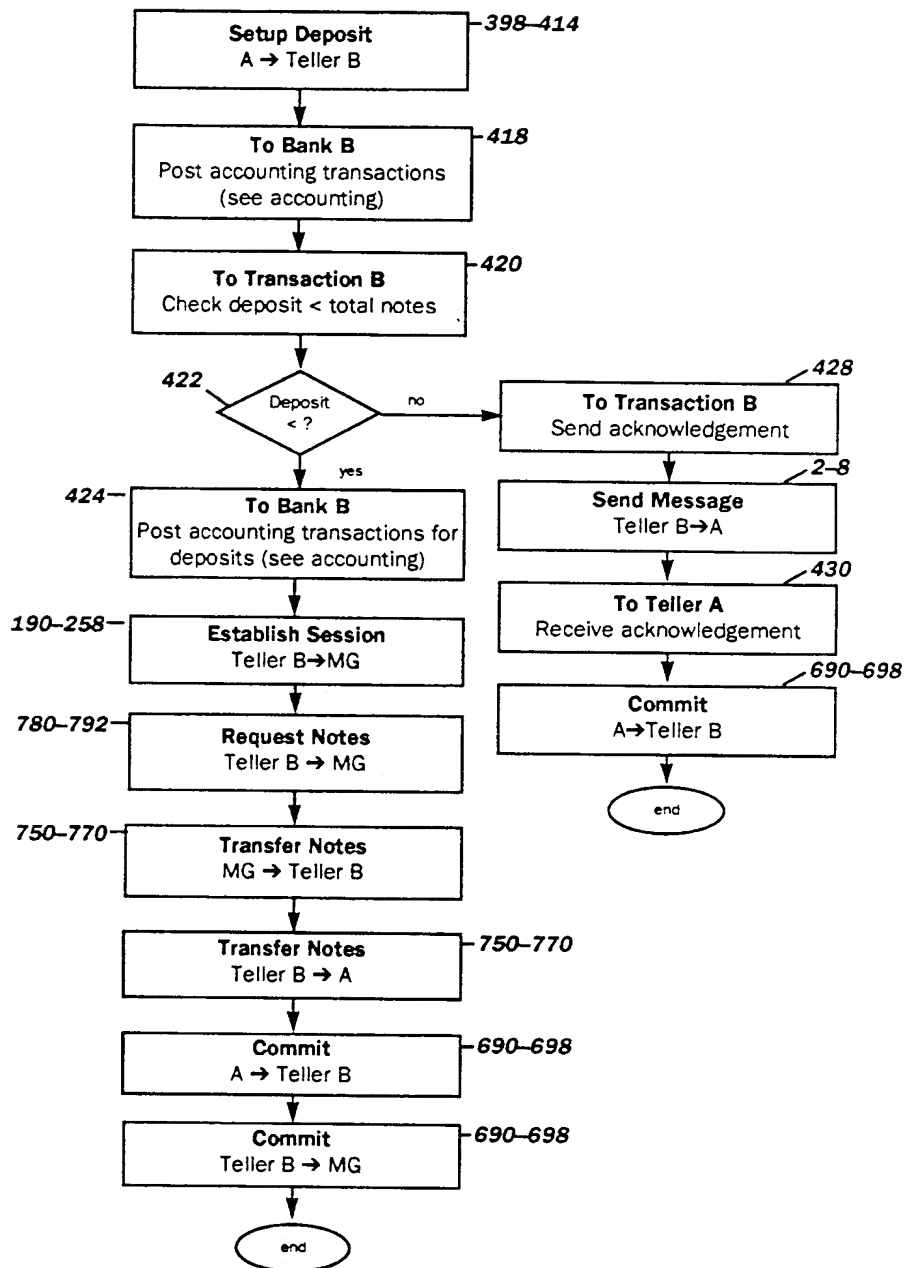 Setup Deposit
A → Teller B
398–414
To Bank B
Post accounting transactions
(see accounting)
418
To Transaction B
Check deposit < total notes
420
422
Deposit
< ?
no
yes
428
To Transaction B
Send acknowledgement
2–8
Send Message
Teller B→A
430
To Teller A
Receive acknowledgement
690–698
Commit
A→Teller B
end
424
To Bank B
Post accounting transactions for
deposits (see accounting)
190–258
Establish Session
Teller B→MG
780–792
Request Notes
Teller B → MG
750–770
Transfer Notes
MG → Teller B
Transfer Notes
Teller B → A
750–770
Commit
A → Teller B
690–698
Commit
Teller B → MG
690–698
end